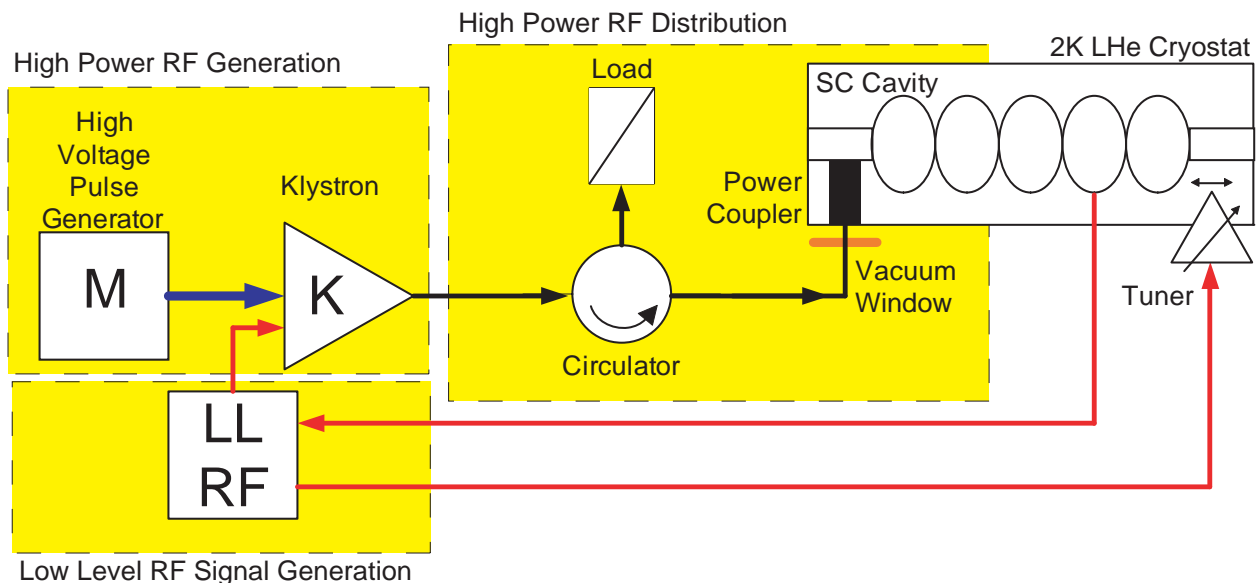 High Power RF Distribution
High Power RF Generation
2K LHe Cryostat
Load
SC Cavity
High
Voltage
Pulse
Generator
Klystron
Power
Coupler
M
K
Vacuum
Window
Tuner
Circulator
LL
RF
Low Level RF Signal Generation